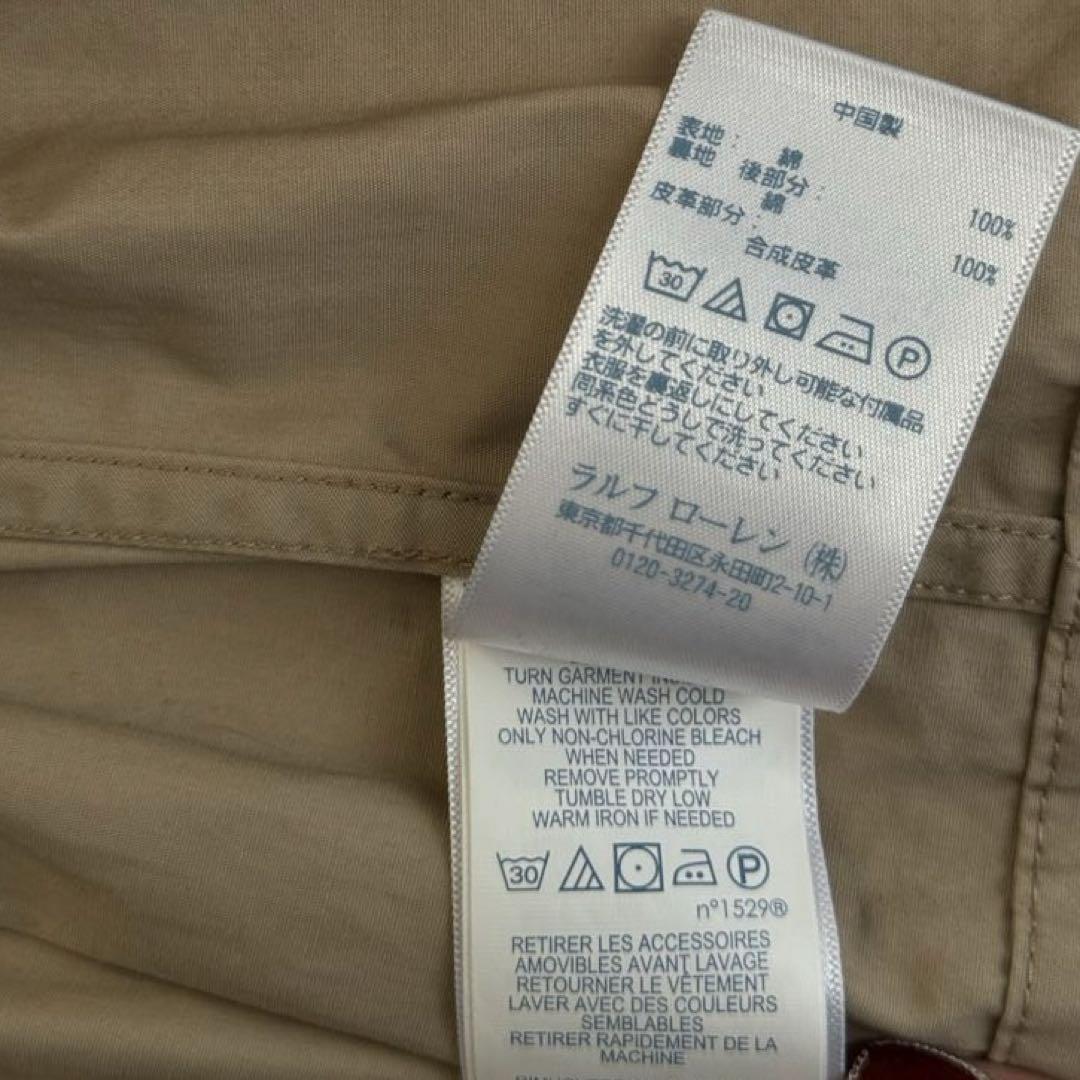 中国製
表地:
綿
100%
裏地 後部分:
綿
100%
皮革部分:
合成皮革
30
P
洗濯の前に取り外し可能な付属品
を外してください
衣服を裏返しにしてください
同系色どうしで洗ってください
すぐに干してください
ラルフ ローレン (株)
東京都千代田区永田町2-10-1
0120-3274-20
TURN GARMENT
MACHINE WASH COLD
WASH WITH LIKE COLORS
ONLY NON-CHLORINE BLEACH
WHEN NEEDED
REMOVE PROMPTLY
TUMBLE DRY LOW
WARM IRON IF NEEDED
30
P
n°1529®
RETIRER LES ACCESSOIRES
AMOVIBLES AVANT LAVAGE
RETOURNER LE VÊTEMENT
LAVER AVEC DES COULEURS
SEMBLABLES
RETIRER RAPIDEMENT DE LA
MACHINE